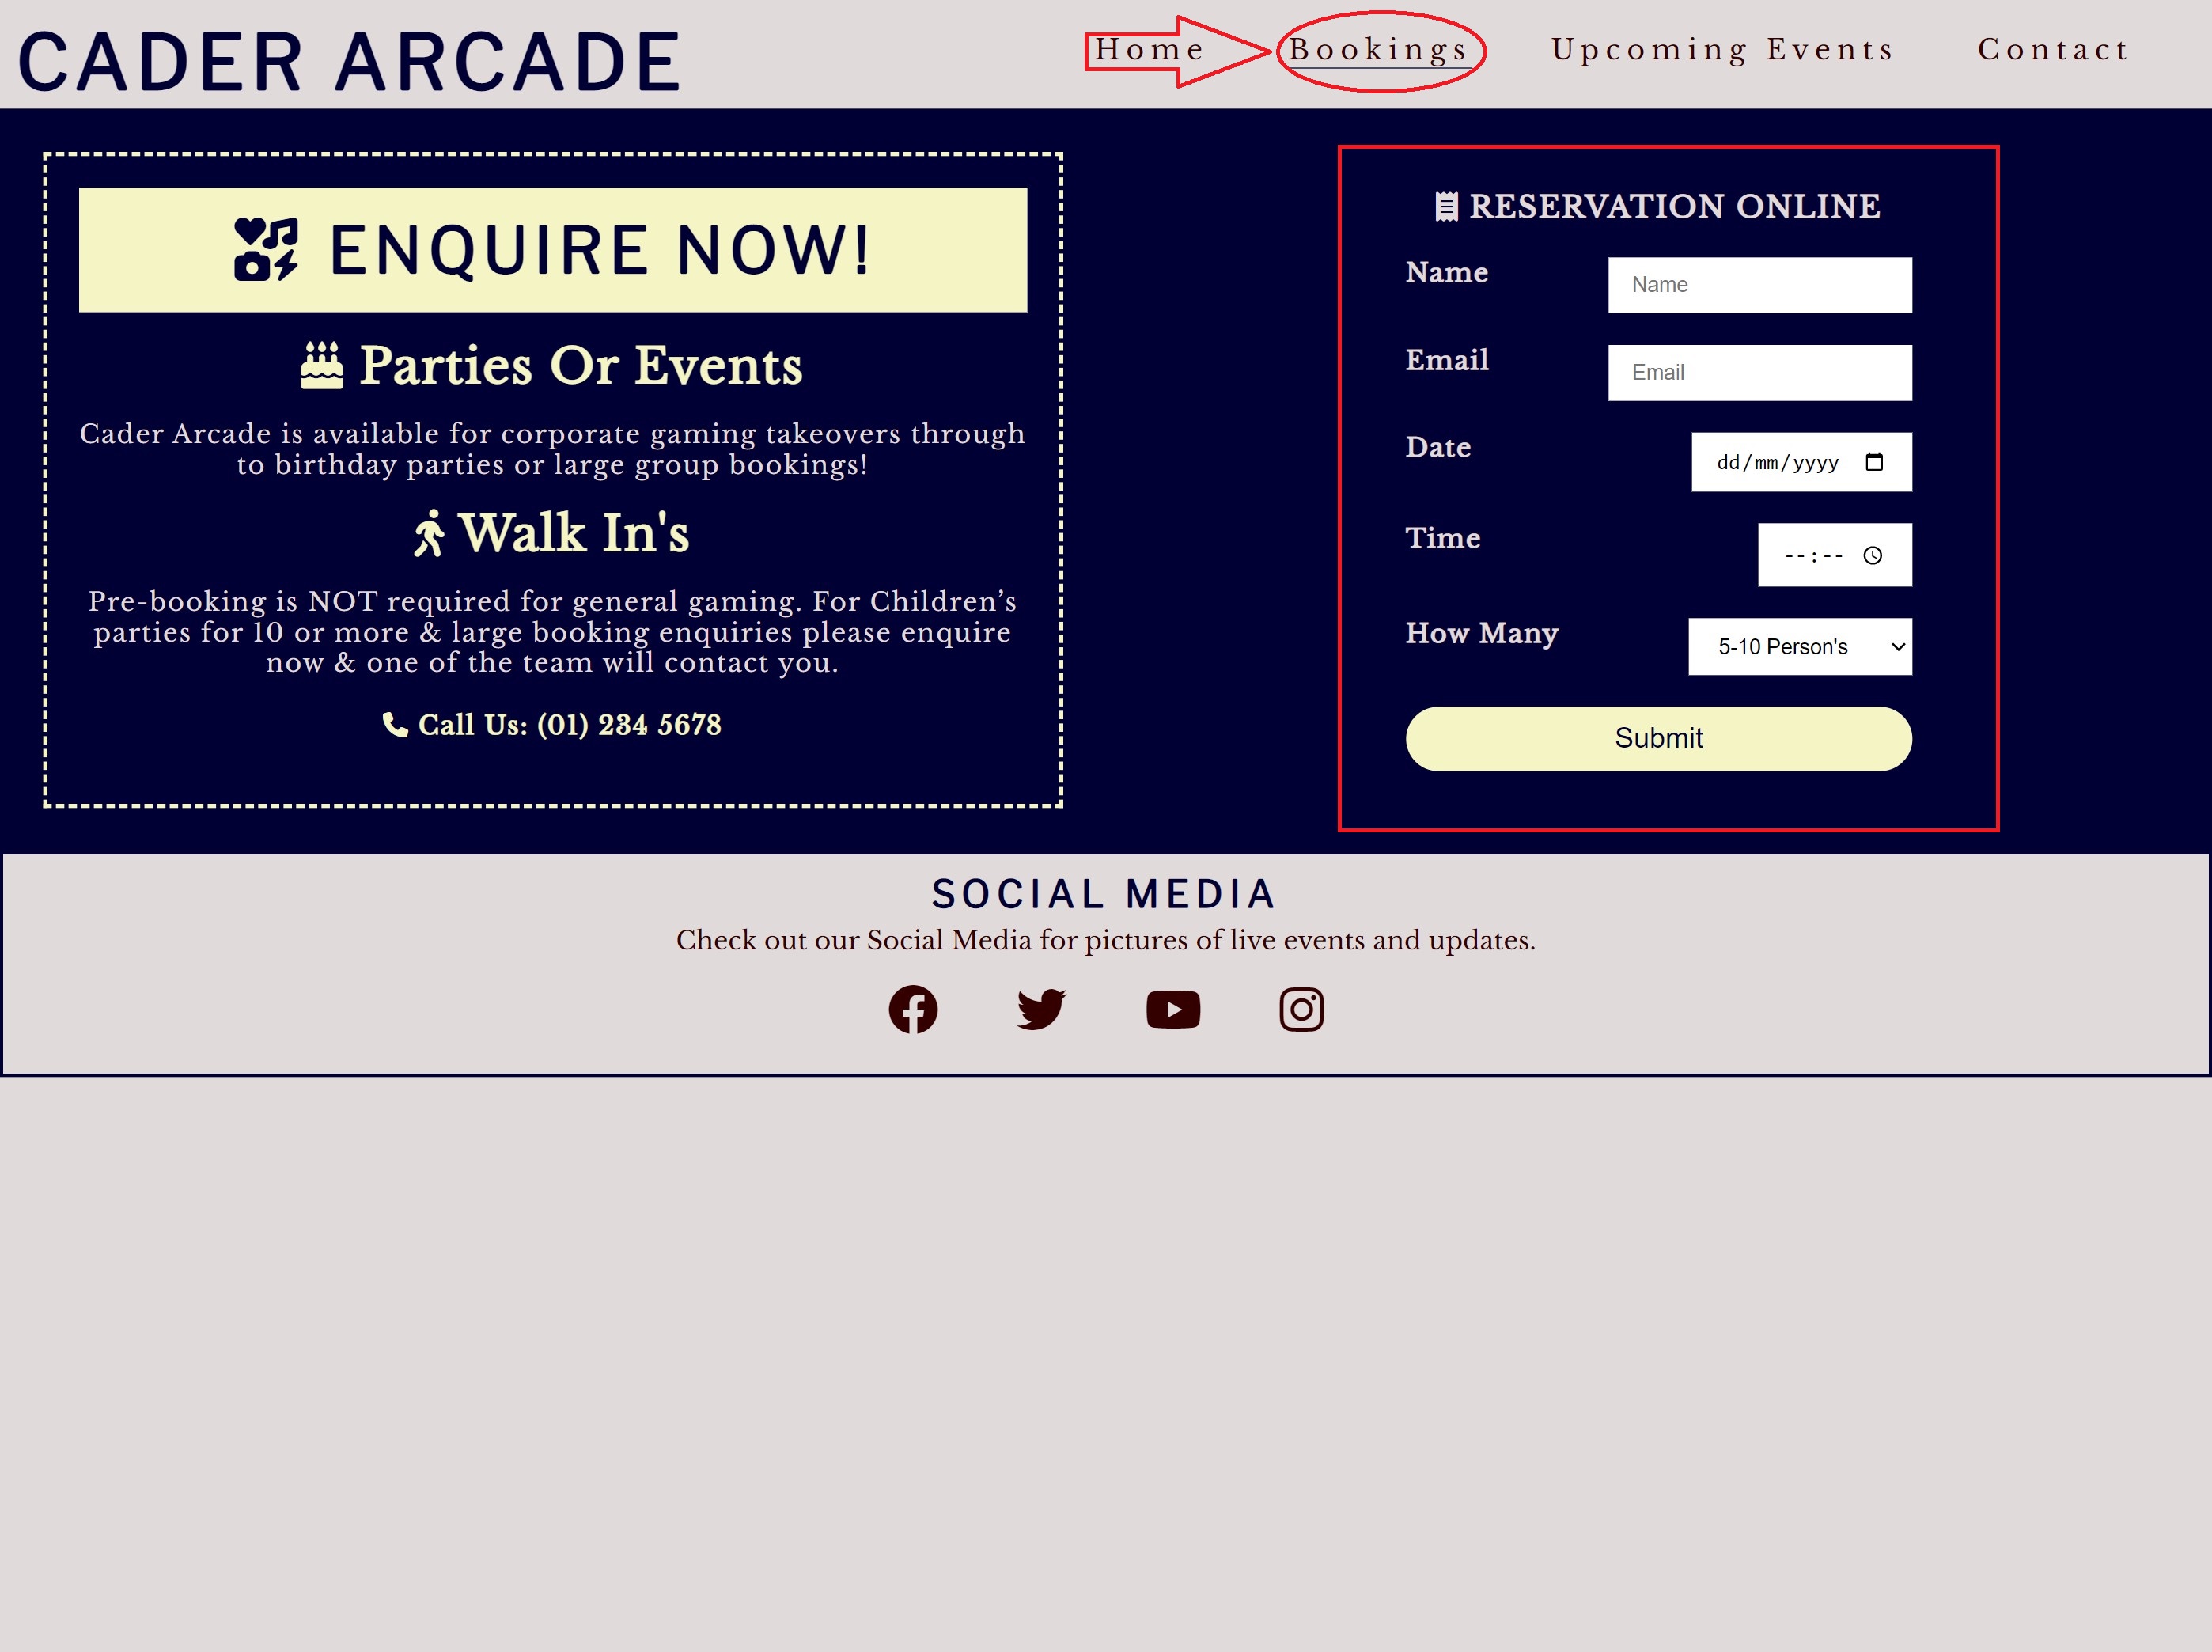 CADER ARCADE
Home Bookings Upcoming Events Contact
ENQUIRE NOW!
Parties Or Events
Cader Arcade is available for corporate gaming takeovers through
to birthday parties or large group bookings!
Walk In's
Pre-booking is NOT required for general gaming. For Children’s
parties for 10 or more & large booking enquiries please enquire
now & one of the team will contact you.
Call Us: (01) 234 5678
RESERVATION ONLINE
Name Name
Email Email
Date dd/mm/yyyy
Time --:--
How Many 5-10 Person's
Submit
SOCIAL MEDIA
Check out our Social Media for pictures of live events and updates.